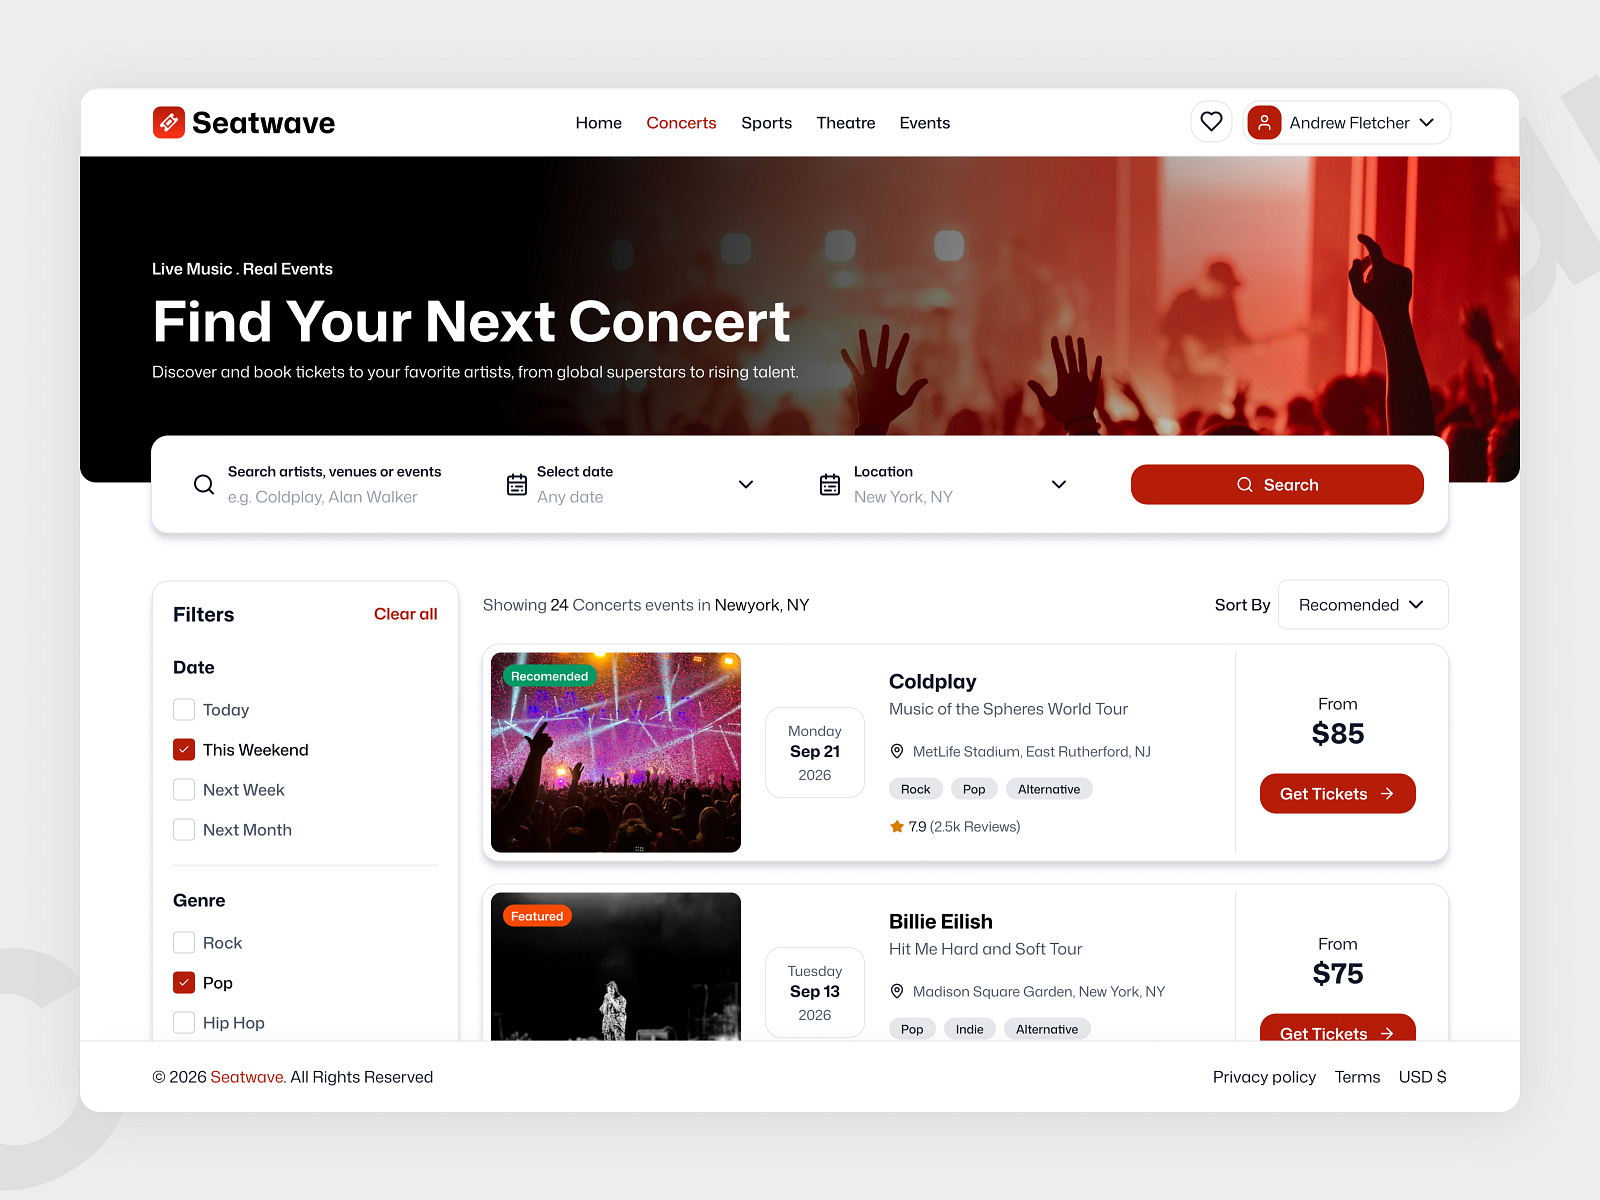 Seatwave
Home Concerts Sports Theatre Events
Andrew Fletcher
Live Music . Real Events
Find Your Next Concert
Discover and book tickets to your favorite artists, from global superstars to rising talent.
Search artists, venues or events
e.g. Coldplay, Alan Walker
Select date
Any date
Location
New York, NY
Search
Filters
Clear all
Date
Today
This Weekend
Next Week
Next Month
Genre
Rock
Pop
Hip Hop
Showing 24 Concerts events in Newyork, NY
Sort By
Recomended
Recomended
Monday
Sep 21
2026
Coldplay
Music of the Spheres World Tour
MetLife Stadium, East Rutherford, NJ
Rock Pop Alternative
7.9 (2.5k Reviews)
From
$85
Get Tickets
Featured
Tuesday
Sep 13
2026
Billie Eilish
Hit Me Hard and Soft Tour
Madison Square Garden, New York, NY
Pop Indie Alternative
From
$75
Get Tickets
© 2026 Seatwave. All Rights Reserved
Privacy policy Terms USD $